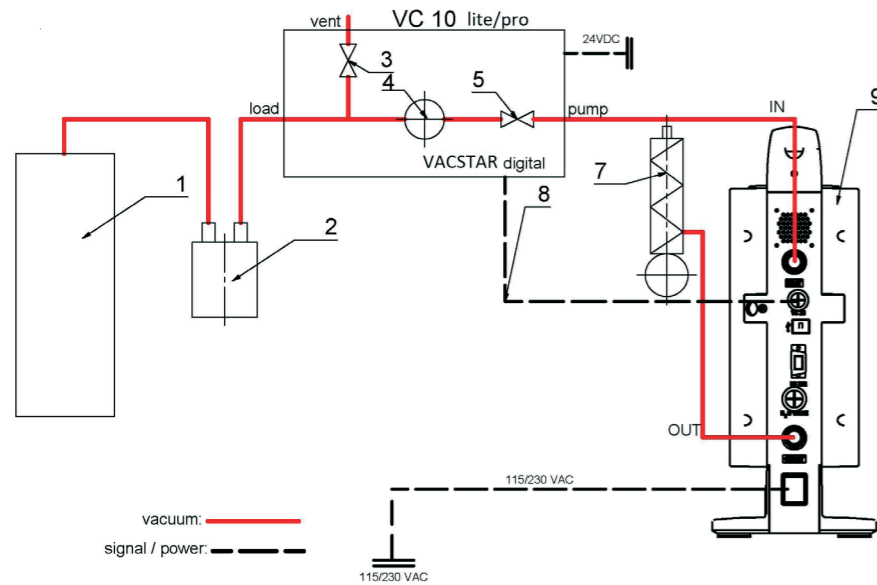 vent
VC 10 lite/pro
24VDC
3
4
5
load
pump
IN
9
VACSTAR digital
7
1
8
2
OUT
115/230 VAC
vacuum:
signal / power:
115/230 VAC